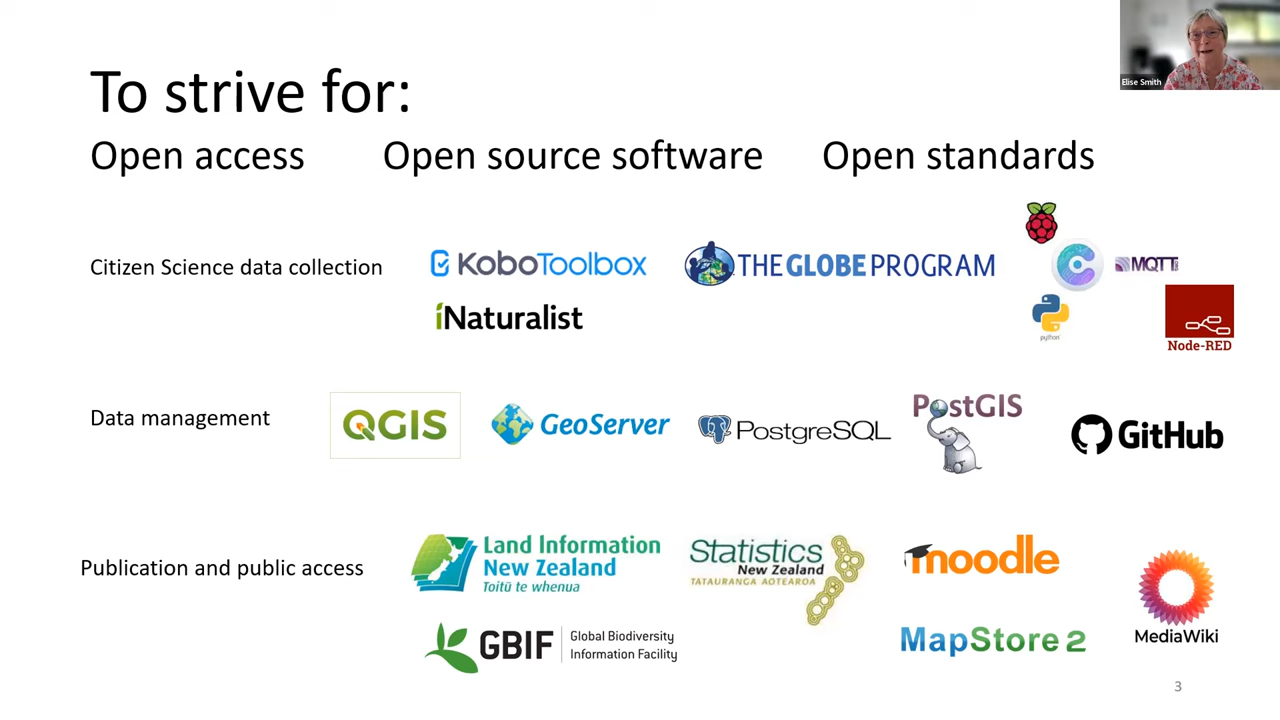 Elise Smith
To strive for:
Open access Open source software Open standards
Citizen Science data collection
KoboToolbox
THE GLOBE PROGRAM
MQTT
iNaturalist
python
Node-RED
Data management
QGIS
GeoServer
PostgreSQL
PostGIS
GitHub
Publication and public access
Land Information
New Zealand
Toitū te whenua
Statistics
New Zealand
TATAURANGA AOTEAROA
moodle
GBIF
Global Biodiversity
Information Facility
MapStore 2
MediaWiki
3